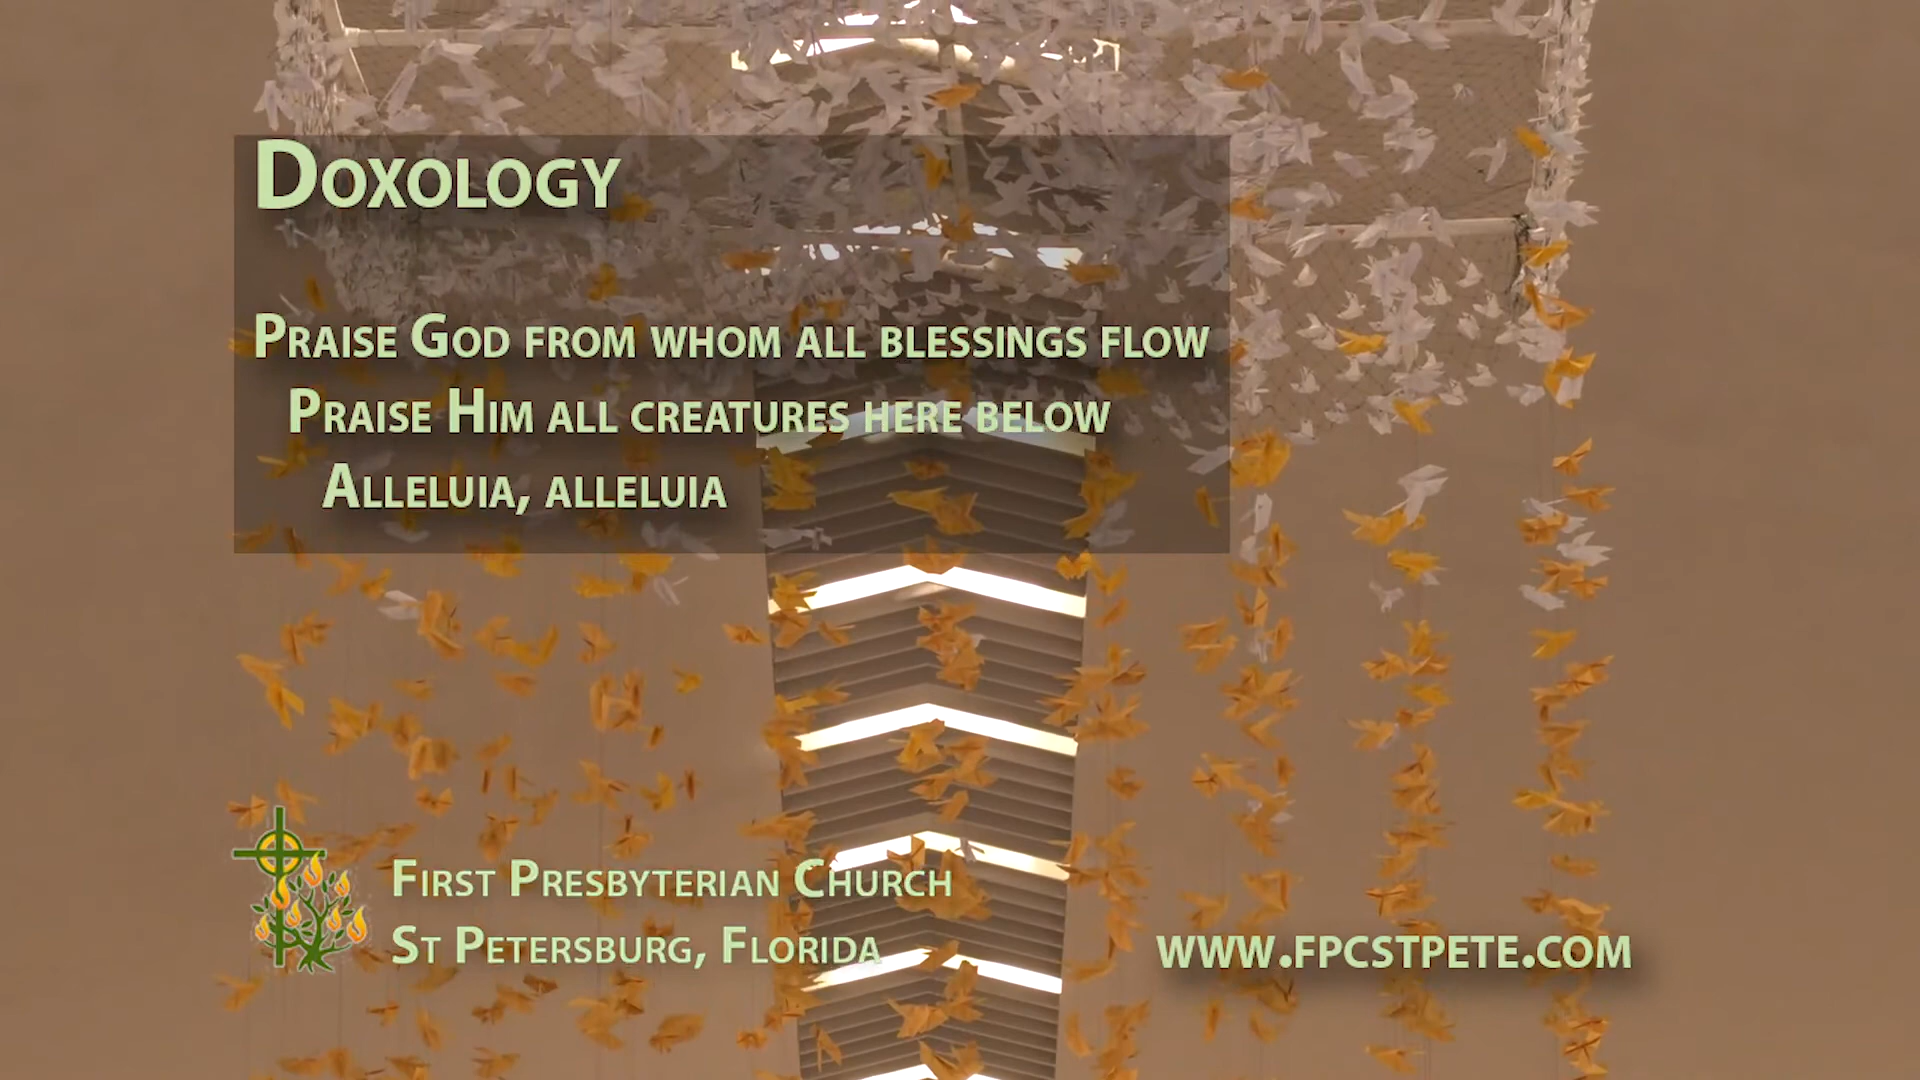 Doxology
Praise God from whom all blessings flow
Praise Him all creatures here below
Alleluia, alleluia
First Presbyterian Church
St Petersburg, Florida
www.fpcstpete.com